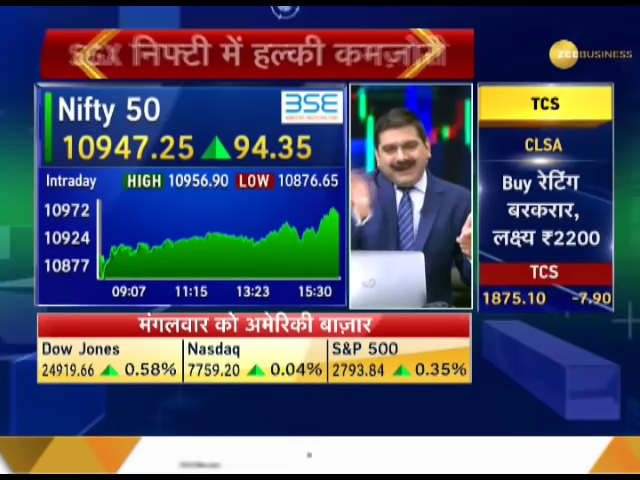 SGX निफ्टी में हल्की कमज़ोरी
ZEE BUSINESS
Nifty 50
BSE
10947.25 94.35
Intraday HIGH 10956.90 LOW 10876.65
10972
10924
10877
09:07 11:15 13:23 15:30
TCS
CLSA
Buy रेटिंग
बरकरार,
लक्ष्य ₹2200
TCS
1875.10 -7.90
मंगलवार को अमेरिकी बाज़ार
Dow Jones Nasdaq S&P 500
24919.66 0.58% 7759.20 0.04% 2793.84 0.35%